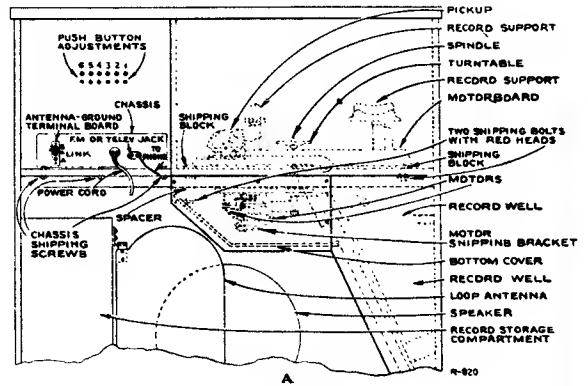 PUSH BUTTON
ADJUSTMENTS
6 5 4 3 2 1
CHASSIS
ANTENNA-GROUND
TERMINAL BOARD
F.M OR TELEV. JACK
LINK
TO
PHONO
SHIPPING
BLOCK
POWER CORD
CHASSIS
SHIPPING
SCREWS
SPACER
PICKUP
RECORD SUPPORT
SPINDLE
TURNTABLE
RECORD SUPPORT
MOTORBOARD
TWO SHIPPING BOLTS
WITH RED HEADS
SHIPPING
BLOCK
MOTORS
RECORD WELL
MOTOR
SHIPPING BRACKET
BOTTOM COVER
RECORD WELL
LOOP ANTENNA
SPEAKER
RECORD STORAGE
COMPARTMENT
R-820
A